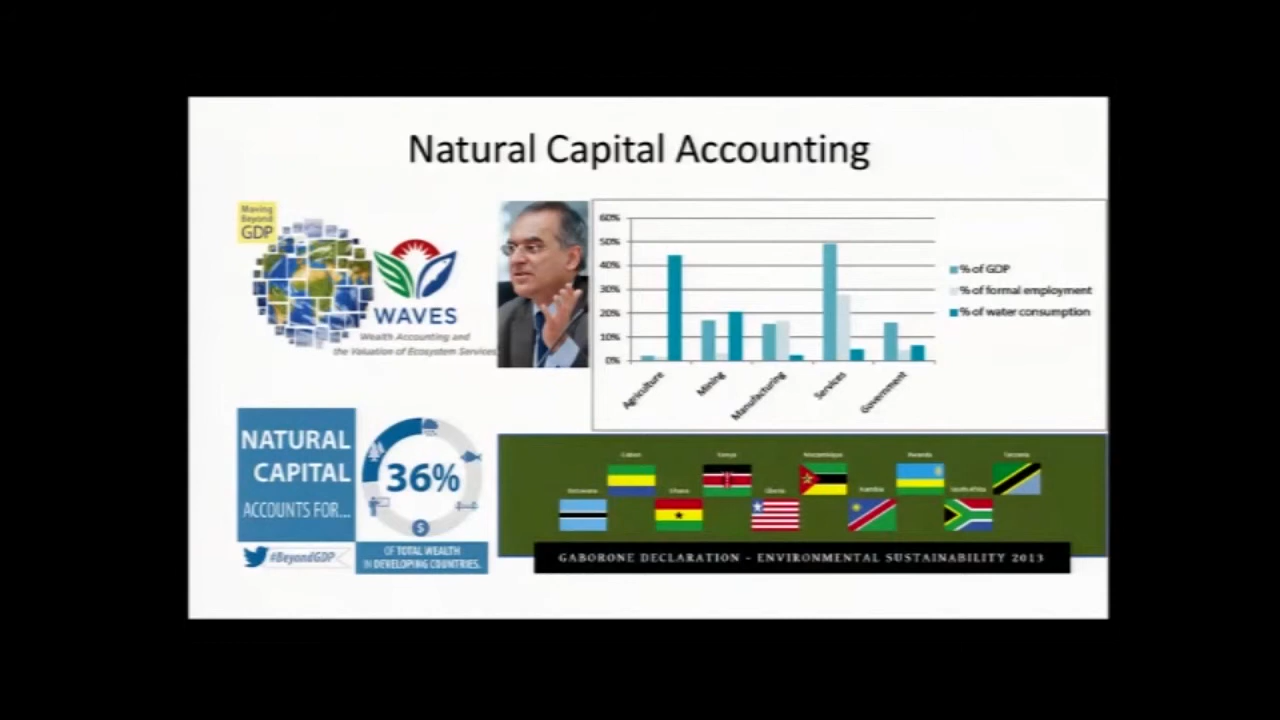 Natural Capital Accounting
Moving
Beyond
GDP
WAVES
Wealth Accounting and
the Valuation of Ecosystem Services
60%
50%
40%
30%
20%
10%
0%
Agriculture
Mining
Manufacturing
Services
Government
% of GDP
% of formal employment
% of water consumption
NATURAL
CAPITAL
ACCOUNTS FOR...
36%
$
#BeyondGDP
OF TOTAL WEALTH
IN DEVELOPING COUNTRIES.
Gabon
Kenya
Mozambique
Rwanda
Tanzania
Botswana
Ghana
Liberia
Namibia
South Africa
GABORONE DECLARATION - ENVIRONMENTAL SUSTAINABILITY 2013